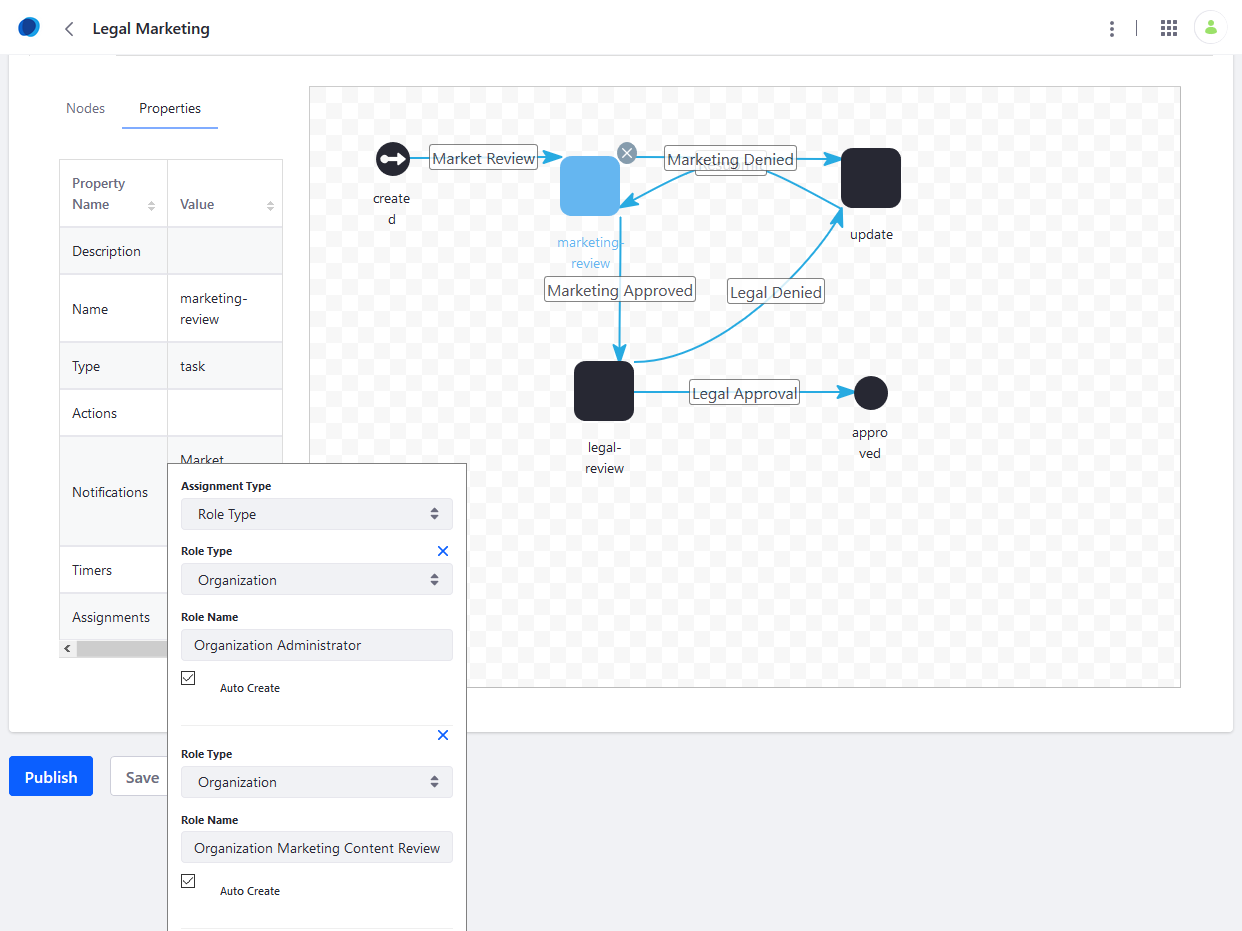 Legal Marketing
Nodes
Properties
Property
Name
Value
Description
Name
marketing-
review
Type
task
Actions
Notifications
Market
Timers
Assignments
create
d
Market Review
marketing-
review
Marketing Denied
update
Marketing Approved
Legal Denied
legal-
review
Legal Approval
appro
ved
Assignment Type
Role Type
Role Type
Organization
Role Name
Organization Administrator
Auto Create
Role Type
Organization
Role Name
Organization Marketing Content Review
Auto Create
Publish
Save